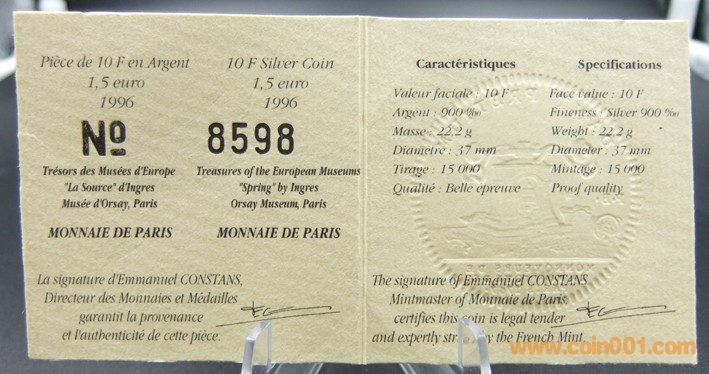 Pièce de 10 F en Argent
1,5 euro
1996
10 F Silver Coin
1,5 euro
1996
Nº 8598
Trésors des Musées d'Europe
"La Source" d'Ingres
Musée d'Orsay, Paris
MONNAIE DE PARIS
Treasures of the European Museums
"Spring" by Ingres
Orsay Museum, Paris
MONNAIE DE PARIS
La signature d'Emmanuel CONSTANS,
Directeur des Monnaies et Médailles
garantit la provenance
et l'authenticité de cette pièce.
Caractéristiques
Valeur faciale : 10 F
Argent : 900 ‰
Masse : 22,2 g
Diametre : 37 mm
Tirage : 15 000
Qualité : Belle epreuve
Specifications
Face value : 10 F
Fineness : Silver 900 ‰
Weight : 22,2 g
Diameter : 37 mm
Mintage : 15 000
Proof quality
The signature of Emmanuel CONSTANS
Mintmaster of Monnaie de Paris
certifies this coin is legal tender
and expertly struck by the French Mint
www.coin001.com